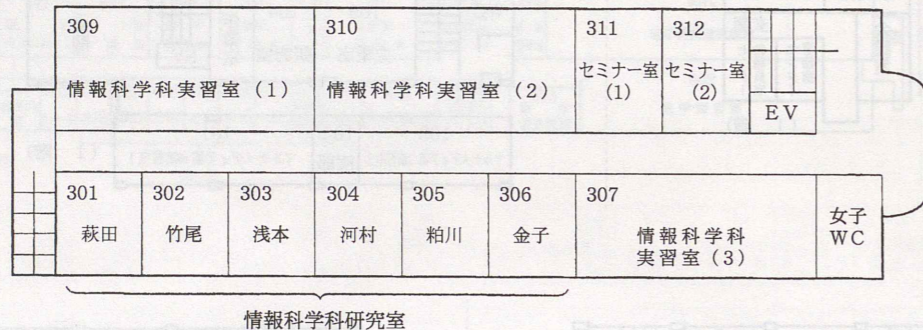 309
情報科学科実習室(1)
310
情報科学科実習室(2)
311
セミナー室
(1)
312
セミナー室
(2)
EV
301
萩田
302
竹尾
303
浅本
304
河村
305
粕川
306
金子
307
情報科学科
実習室(3)
女子
WC
情報科学科研究室